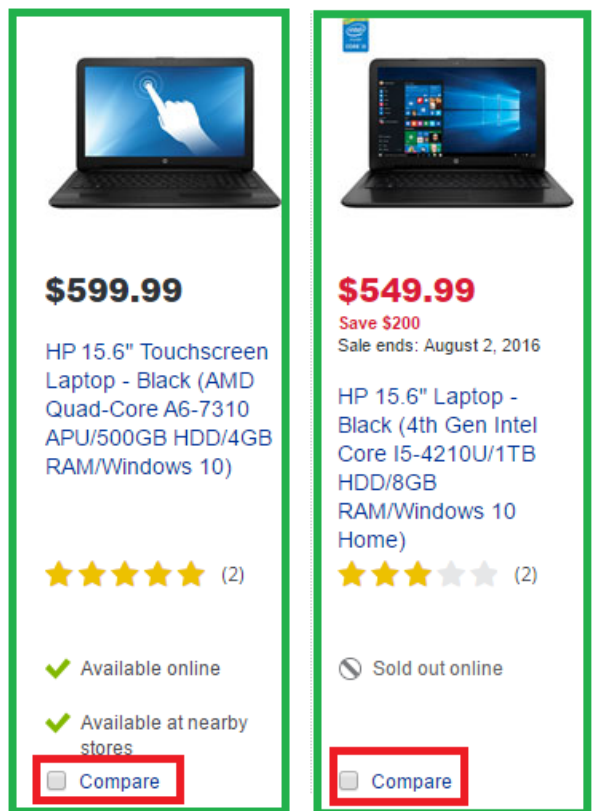 $599.99
HP 15.6" Touchscreen
Laptop - Black (AMD
Quad-Core A6-7310
APU/500GB HDD/4GB
RAM/Windows 10)
(2)
Available online
Available at nearby
stores
Compare
$549.99
Save $200
Sale ends: August 2, 2016
HP 15.6" Laptop -
Black (4th Gen Intel
Core I5-4210U/1TB
HDD/8GB
RAM/Windows 10
Home)
(2)
Sold out online
Compare